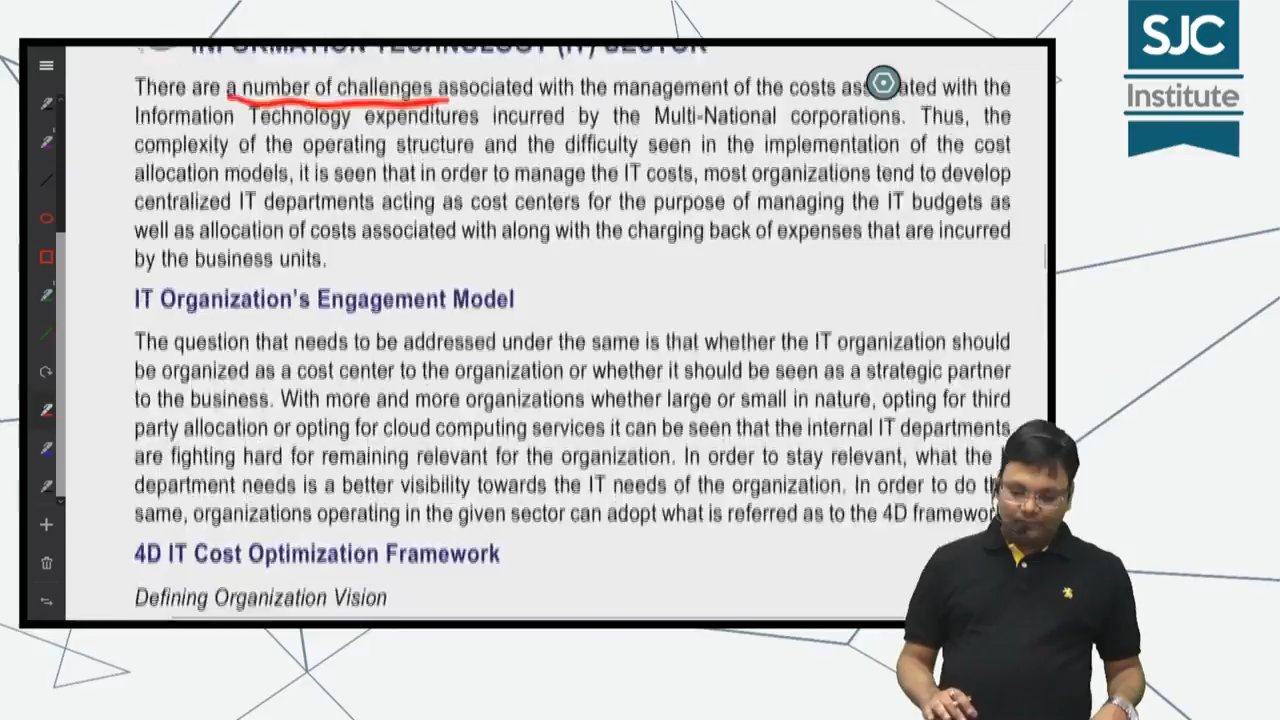 INFORMATION TECHNOLOGY (IT) SECTOR
SJC
Institute
There are a number of challenges associated with the management of the costs ass ated with the
Information Technology expenditures incurred by the Multi-National corporations. Thus, the
complexity of the operating structure and the difficulty seen in the implementation of the cost
allocation models, it is seen that in order to manage the IT costs, most organizations tend to develop
centralized IT departments acting as cost centers for the purpose of managing the IT budgets as
well as allocation of costs associated with along with the charging back of expenses that are incurred
by the business units.
IT Organization's Engagement Model
The question that needs to be addressed under the same is that whether the IT organization should
be organized as a cost center to the organization or whether it should be seen as a strategic partner
to the business. With more and more organizations whether large or small in nature, opting for third
party allocation or opting for cloud computing services it can be seen that the internal IT departments
are fighting hard for remaining relevant for the organization. In order to stay relevant, what the
department needs is a better visibility towards the IT needs of the organization. In order to do
same, organizations operating in the given sector can adopt what is referred as to the 4D framewor
4D IT Cost Optimization Framework
Defining Organization Vision